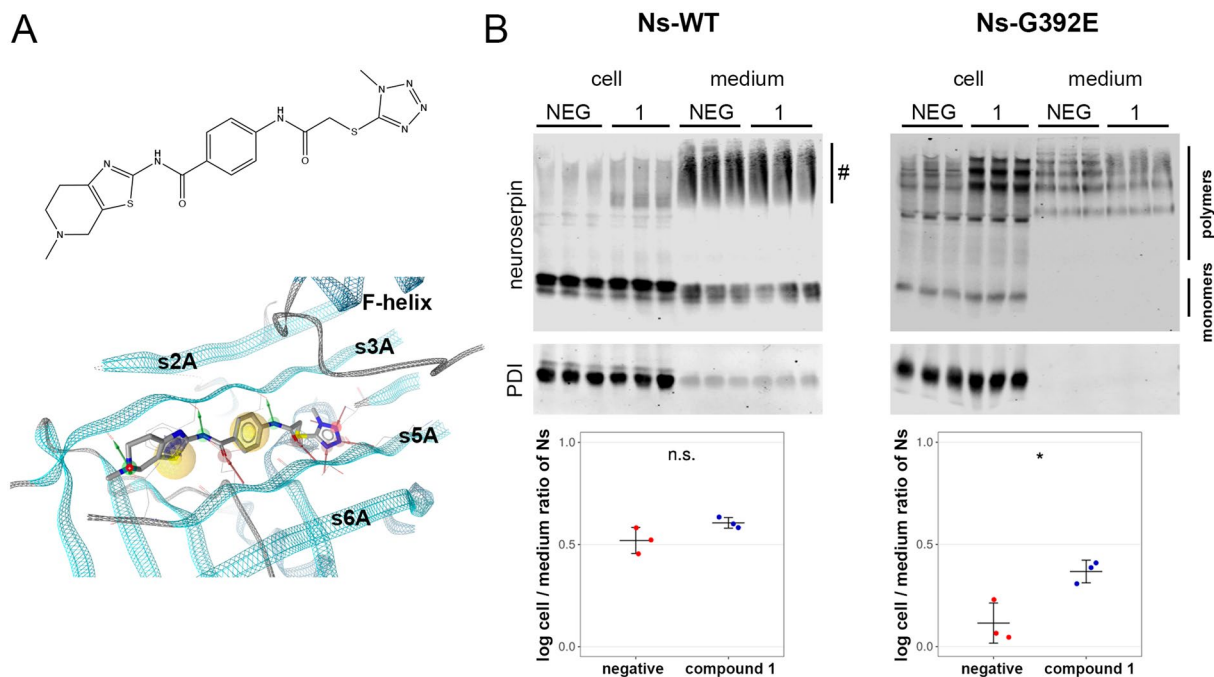 A
B
Ns-WT
Ns-G392E
cell
medium
cell
medium
NEG
1
NEG
1
NEG
1
NEG
1
H
N
O
S
N
N
N
N
N
H
N
O
N
S
N
neuroserpin
#
polymers
monomers
PDI
F-helix
s2A
s3A
s5A
s6A
log cell / medium ratio of Ns
1.0
0.5
0.0
n.s.
negative
compound 1
log cell / medium ratio of Ns
1.0
0.5
0.0
*
negative
compound 1